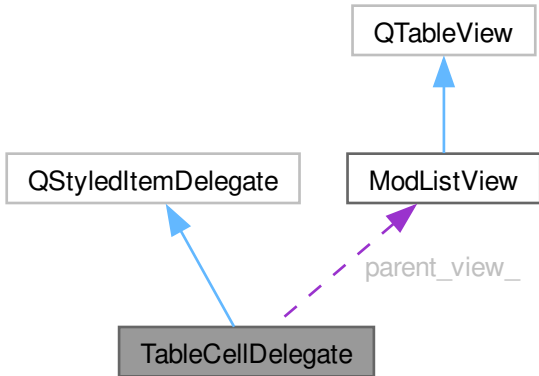 QTableView
QStyledItemDelegate
ModListView
parent_view_
TableCellDelegate